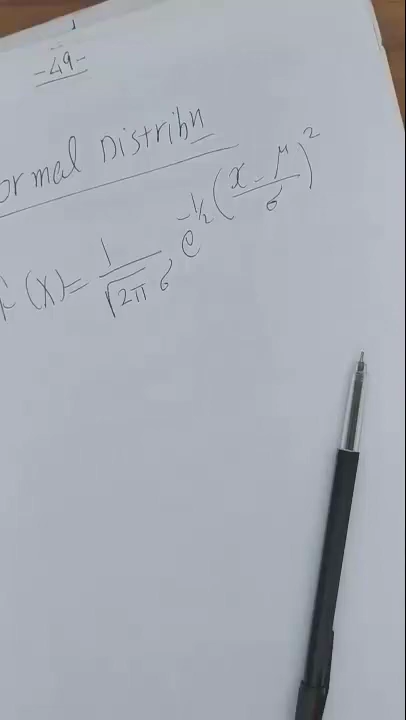 -49-
ormal Distribn
(x) = 1/√2π σ e^-1/2 (x - μ/σ)^2